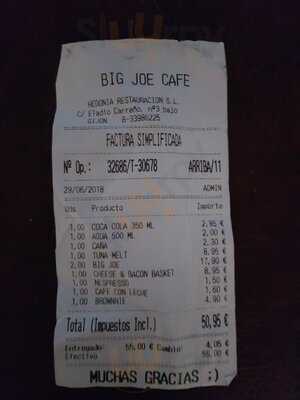 BIG JOE CAFE
HEDONIA RESTAURACION S.L.
C/ Eladio Carreño, nº3 bajo
GIJON B-33986225
FACTURA SIMPLIFICADA
Nº Op.: 32686/T-30678 ARRIBA/11
29/06/2018 ADMIN
Uds Producto Importe
1,00 COCA COLA 350 ML 2,95 €
1,00 AGUA 500 ML 2,00 €
1,00 CAÑA 2,30 €
1,00 TUNA MELT 8,95 €
2,00 BIG JOE 17,90 €
1,00 CHEESE & BACON BASKET 8,95 €
1,00 NESPRESSO 1,50 €
1,00 CAFE CON LECHE 1,60 €
1,00 BROWNNIE 4,90 €
Total (Impuestos Incl.) 50,95 €
Entregado: 55,00 € Cambio: 4,05 €
Efectivo 55,00 €
MUCHAS GRACIAS ;)